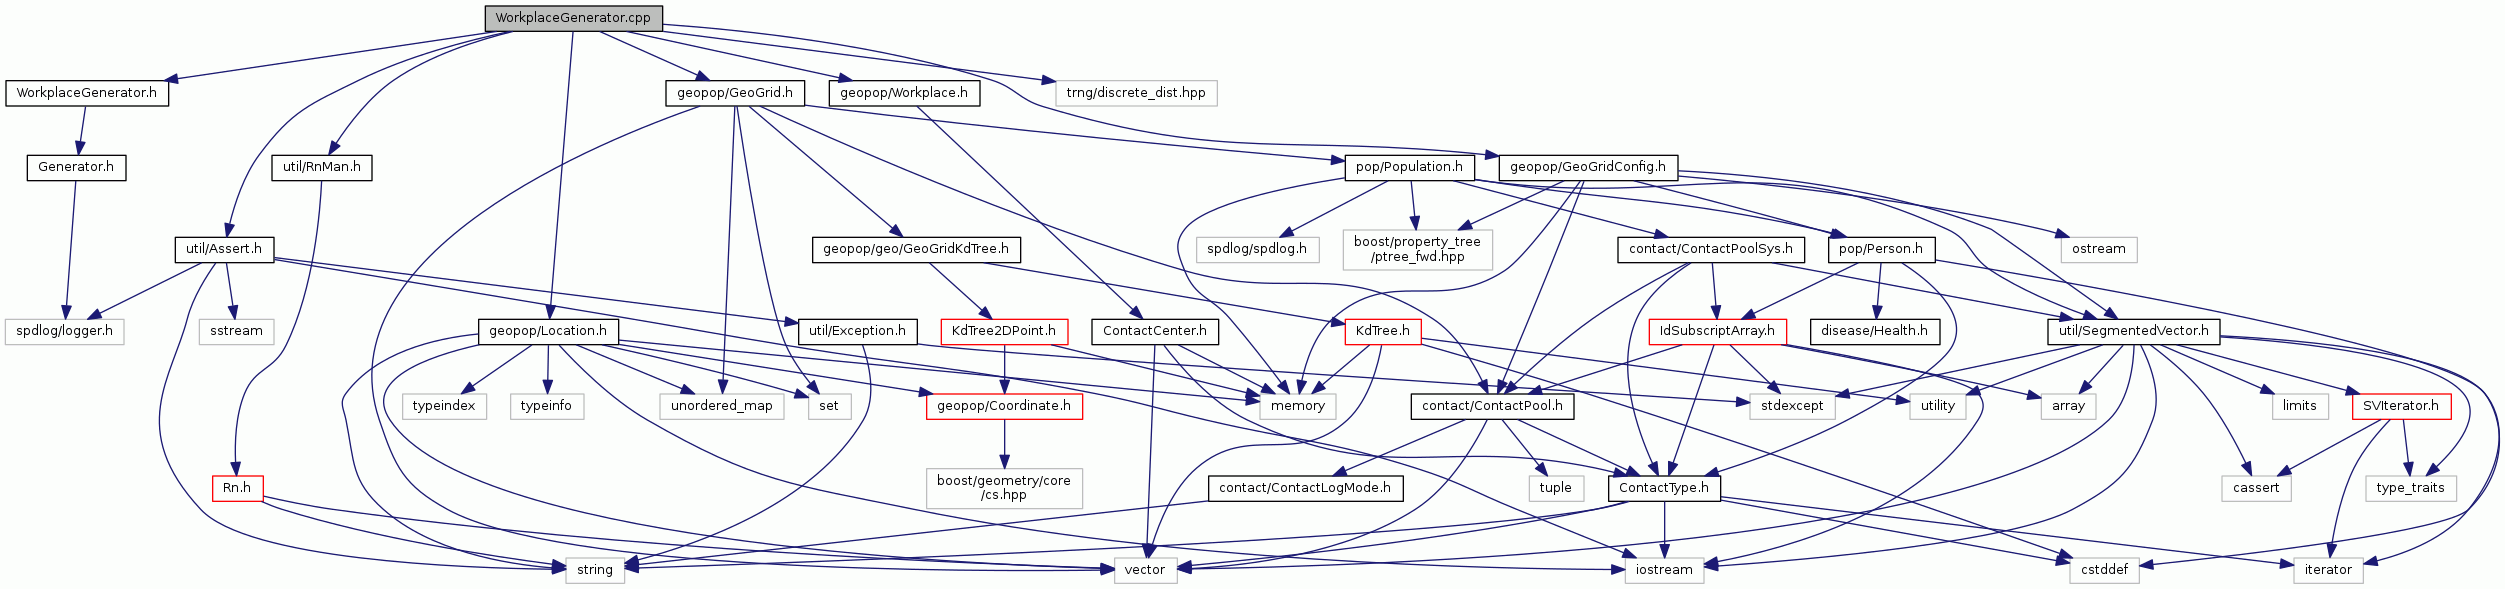 WorkplaceGenerator.cpp
WorkplaceGenerator.h
geopop/GeoGrid.h
geopop/Workplace.h
trng/discrete_dist.hpp
Generator.h
util/RnMan.h
pop/Population.h
geopop/GeoGridConfig.h
util/Assert.h
geopop/geo/GeoGridKdTree.h
spdlog/spdlog.h
boost/property_tree
/ptree_fwd.hpp
contact/ContactPoolSys.h
pop/Person.h
ostream
spdlog/logger.h
sstream
geopop/Location.h
util/Exception.h
KdTree2DPoint.h
ContactCenter.h
KdTree.h
IdSubscriptArray.h
disease/Health.h
util/SegmentedVector.h
typeindex
typeinfo
unordered_map
set
geopop/Coordinate.h
memory
contact/ContactPool.h
stdexcept
utility
array
limits
SVIterator.h
Rn.h
boost/geometry/core
/cs.hpp
contact/ContactLogMode.h
tuple
ContactType.h
cassert
type_traits
string
vector
iostream
cstddef
iterator